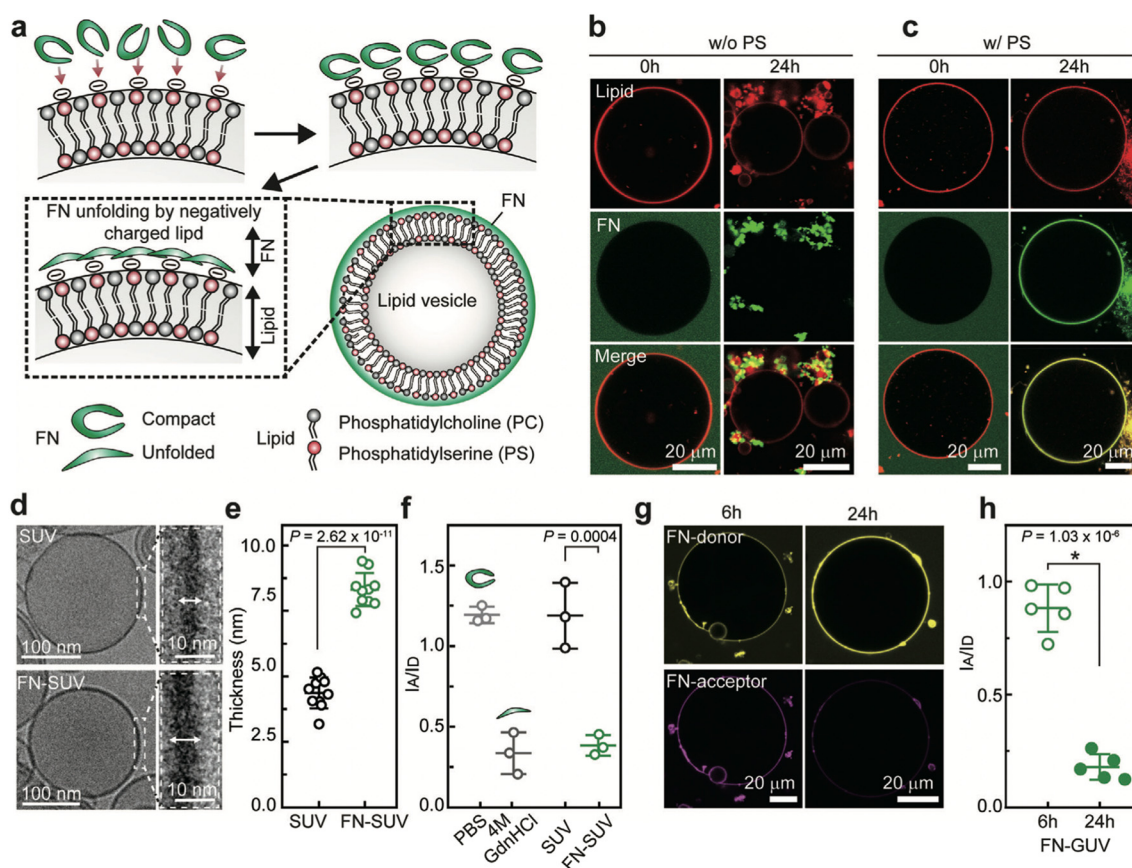 a
FN
FN unfolding by negatively
charged lipd
FN
Lipid
Lipid vesicle
FN
Compact
Unfolded
Lipid
Phosphatidylcholine (PC)
Phosphatidylserine (PS)
b
w/o PS
0h
24h
Lipid
FN
Merge
20 μm
20 μm
c
w/ PS
0h
24h
20 μm
20 μm
d
SUV
100 nm
10 nm
FN-SUV
100 nm
10 nm
e
P = 2.62 x 10-11
Thickness (nm)
10.0
7.5
5.0
2.5
0.0
SUV
FN-SUV
f
P = 0.0004
IA/ID
1.5
1.0
0.5
0.0
PBS
4M
GdnHCl
SUV
FN-SUV
g
6h
24h
FN-donor
FN-acceptor
20 μm
20 μm
h
P = 1.03 x 10-6
*
IA/ID
1.0
0.5
0.0
6h
24h
FN-GUV